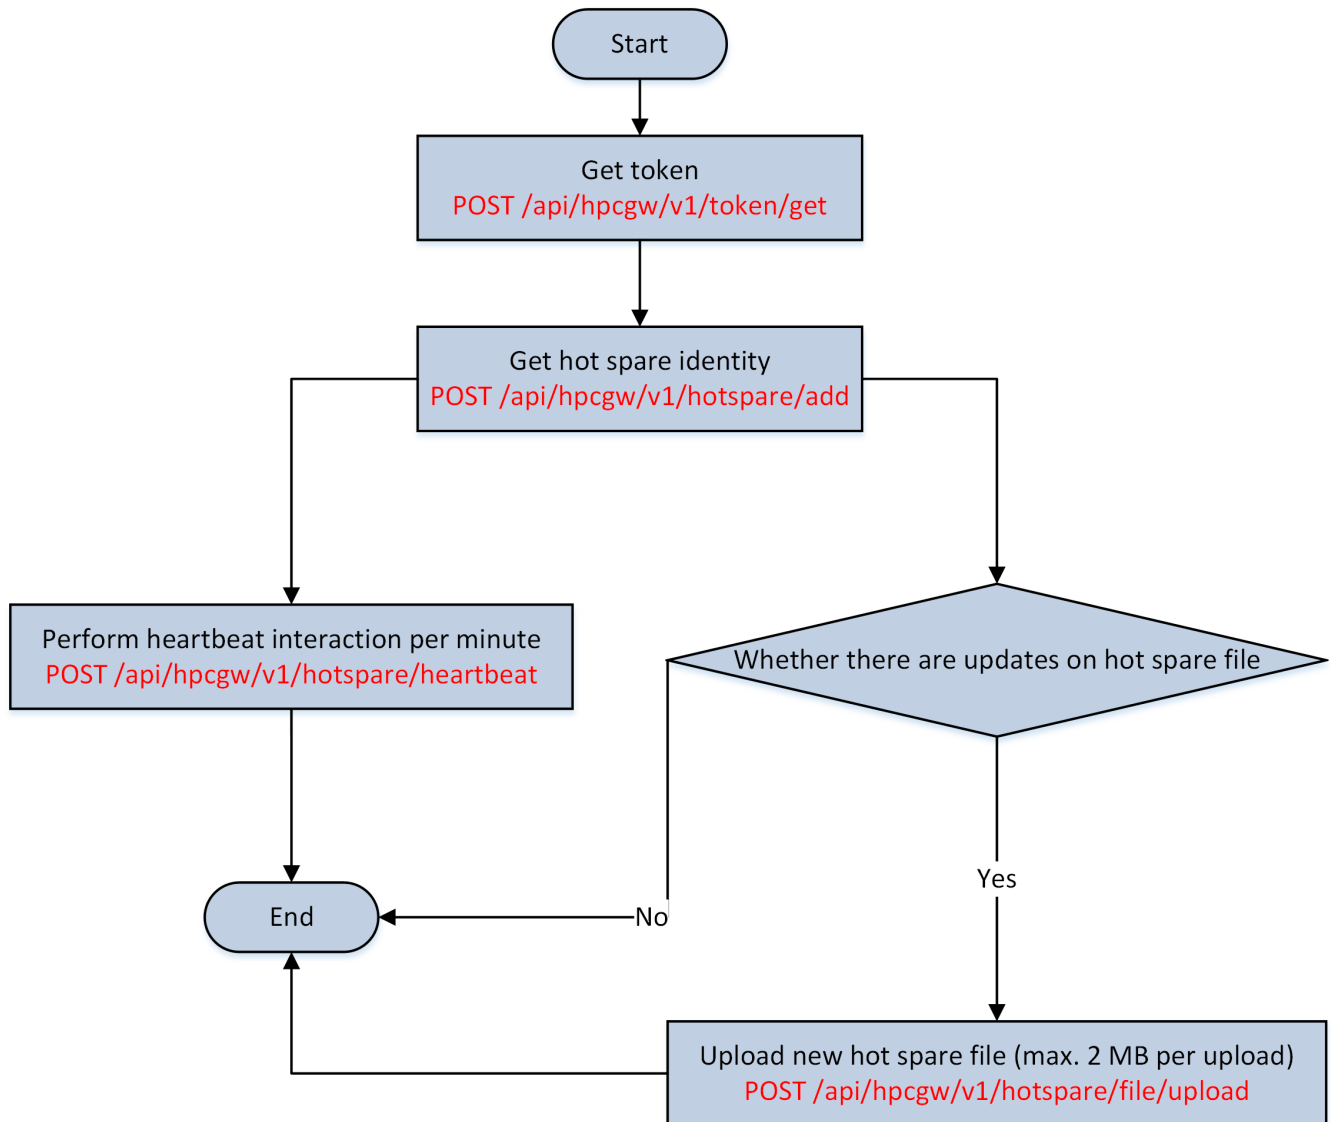 Start
Get token
POST /api/hpcgw/v1/token/get
Get hot spare identity
POST /api/hpcgw/v1/hotspare/add
Perform heartbeat interaction per minute
POST /api/hpcgw/v1/hotspare/heartbeat
Whether there are updates on hot spare file
Yes
End
No
Upload new hot spare file (max. 2 MB per upload)
POST /api/hpcgw/v1/hotspare/file/upload